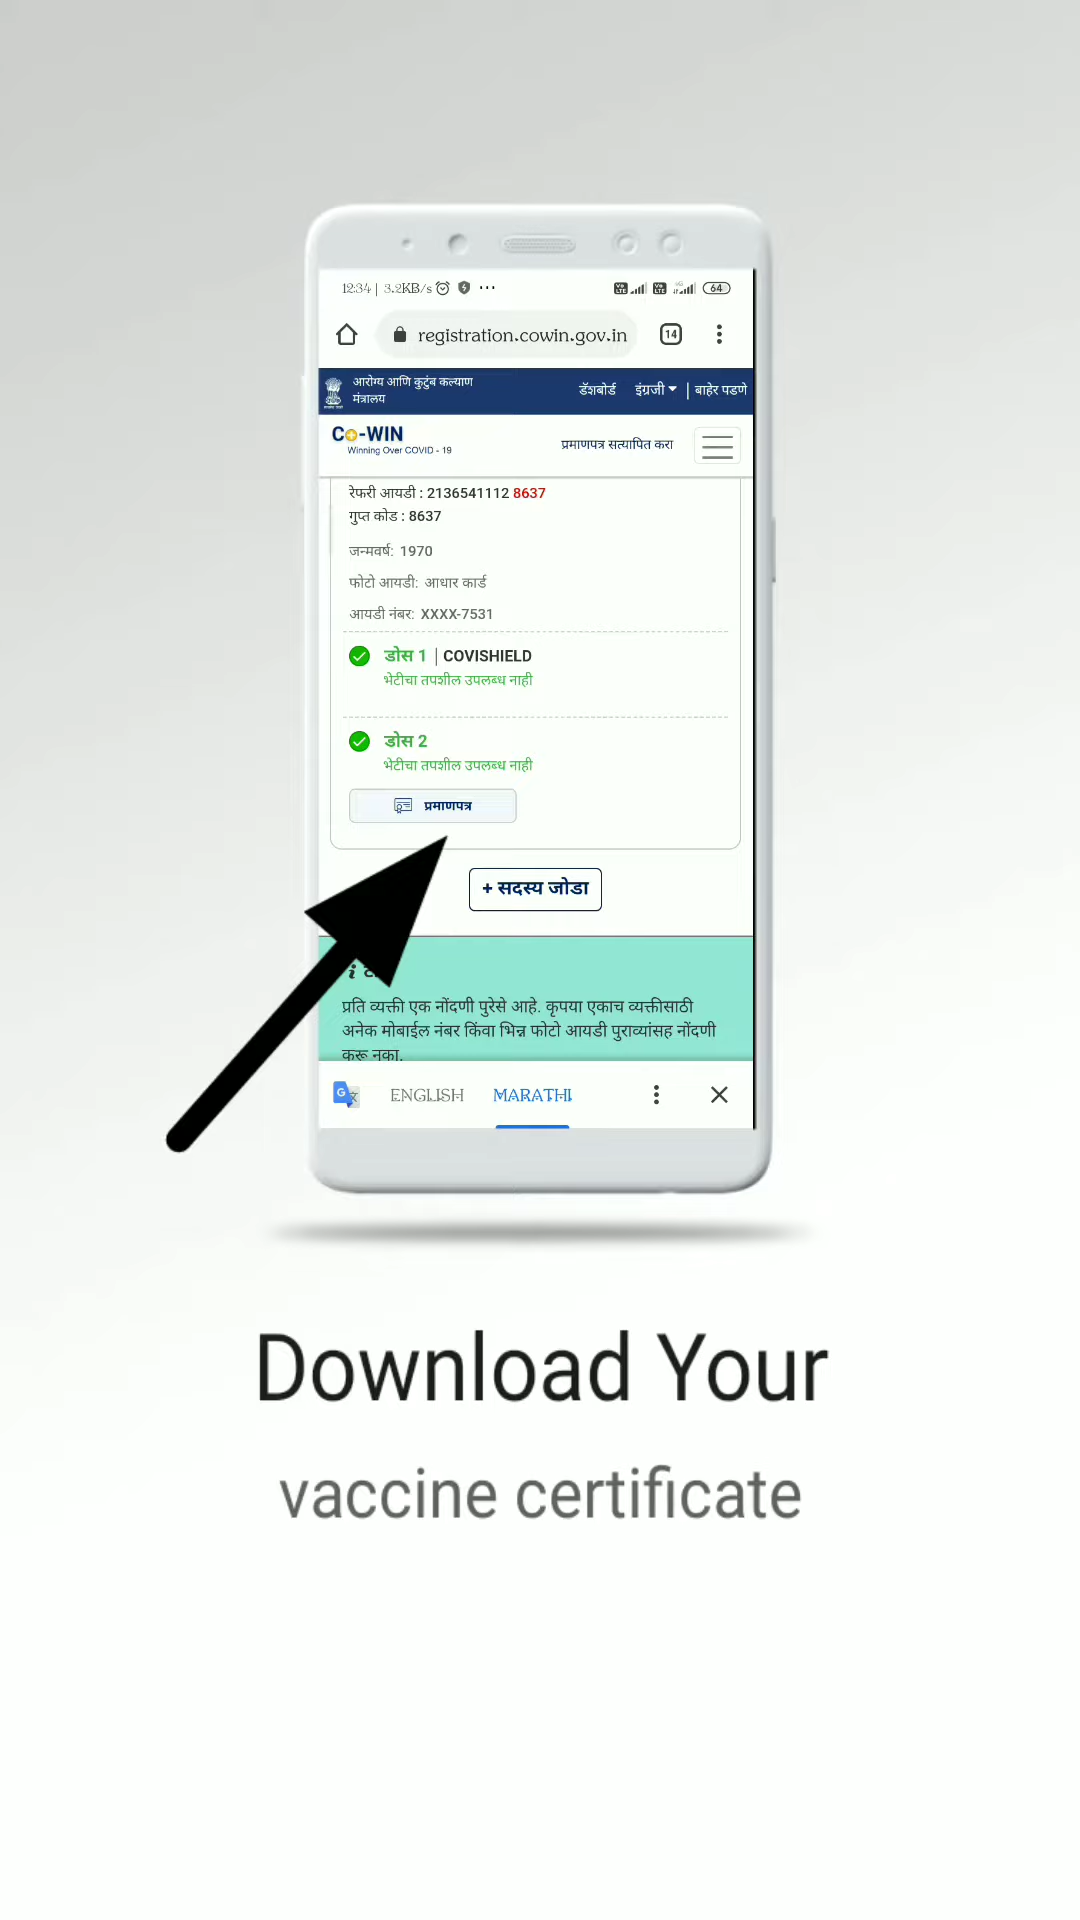 12:34 | 3.2KB/s
64
registration.cowin.gov.in
14
आरोग्य आणि कुटुंब कल्याण
मंत्रालय
डॅशबोर्ड इंग्रजी | बाहेर पडणे
Co-WIN
Winning Over COVID - 19
प्रमाणपत्र सत्यापित करा
रेफरी आयडी : 2136541112 8637
गुप्त कोड : 8637
जन्मवर्ष: 1970
फोटो आयडी: आधार कार्ड
आयडी नंबर: XXXX-7531
डोस 1 | COVISHIELD
भेटीचा तपशील उपलब्ध नाही
डोस 2
भेटीचा तपशील उपलब्ध नाही
प्रमाणपत्र
+ सदस्य जोडा
प्रति व्यक्ती एक नोंदणी पुरेसे आहे. कृपया एकाच व्यक्तीसाठी
अनेक मोबाईल नंबर किंवा भिन्न फोटो आयडी पुराव्यांसह नोंदणी
करू नका.
ENGLISH MARATHI
Download Your
vaccine certificate